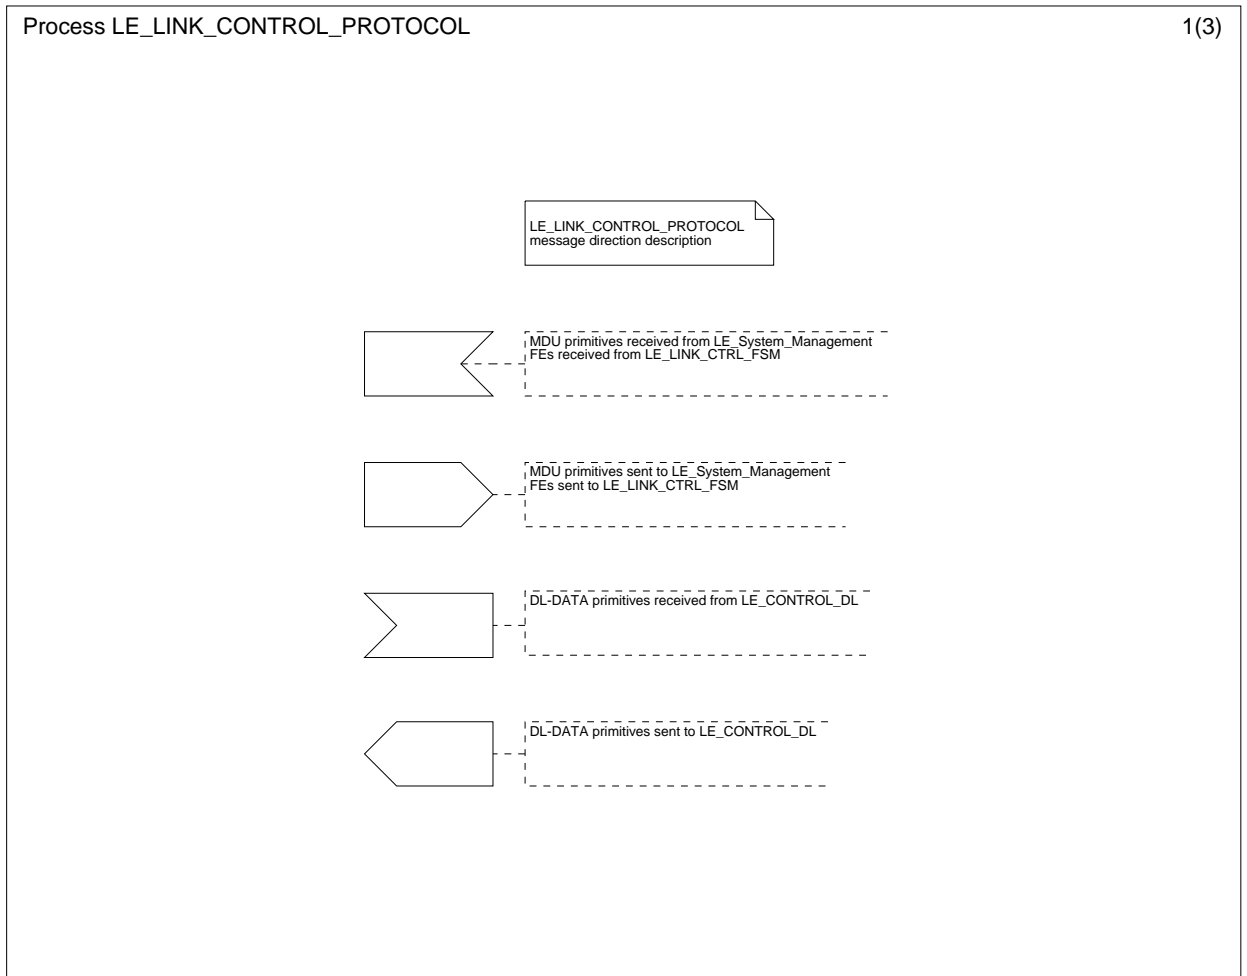 Process LE_LINK_CONTROL_PROTOCOL
1(3)
LE_LINK_CONTROL_PROTOCOL
message direction description
MDU primitives received from LE_System_Management
FEs received from LE_LINK_CTRL_FSM
MDU primitives sent to LE_System_Management
FEs sent to LE_LINK_CTRL_FSM
DL-DATA primitives received from LE_CONTROL_DL
DL-DATA primitives sent to LE_CONTROL_DL